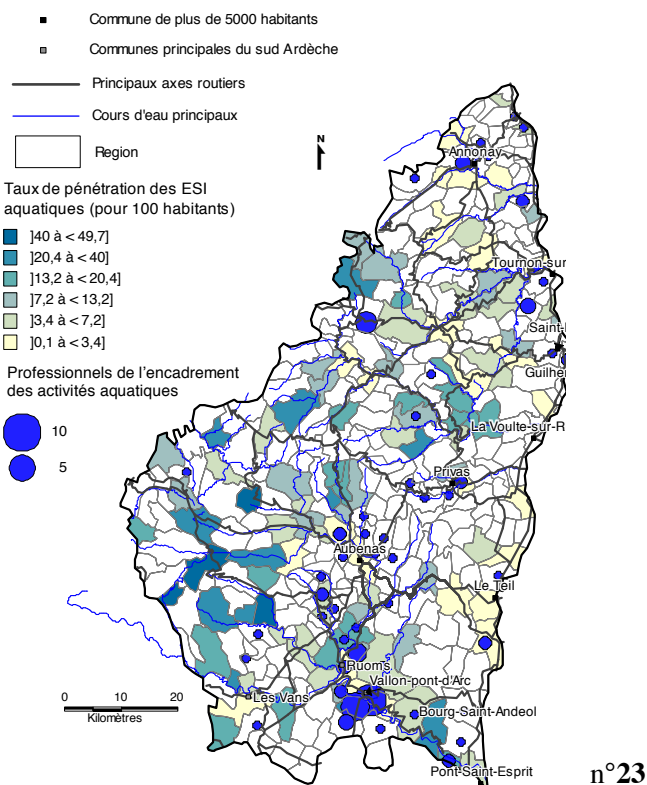 Commune de plus de 5000 habitants
Communes principales du sud Ardèche
Principaux axes routiers
Cours d'eau principaux
Region
N
Taux de pénétration des ESI
aquatiques (pour 100 habitants)
]40 à < 49,7]
]20,4 à < 40]
]13,2 à < 20,4]
]7,2 à < 13,2]
]3,4 à < 7,2]
]0,1 à < 3,4]
Professionnels de l'encadrement
des activités aquatiques
10
5
Annonay
Tournon-sur
Saint-
Guilhe
La Voulte-sur-R
Privas
Aubenas
Le Teil
Ruoms
Vallon-pont-d'Arc
Les Vans
Bourg-Saint-Andeol
Pont-Saint-Esprit
0 10 20
Kilomètres
n°23